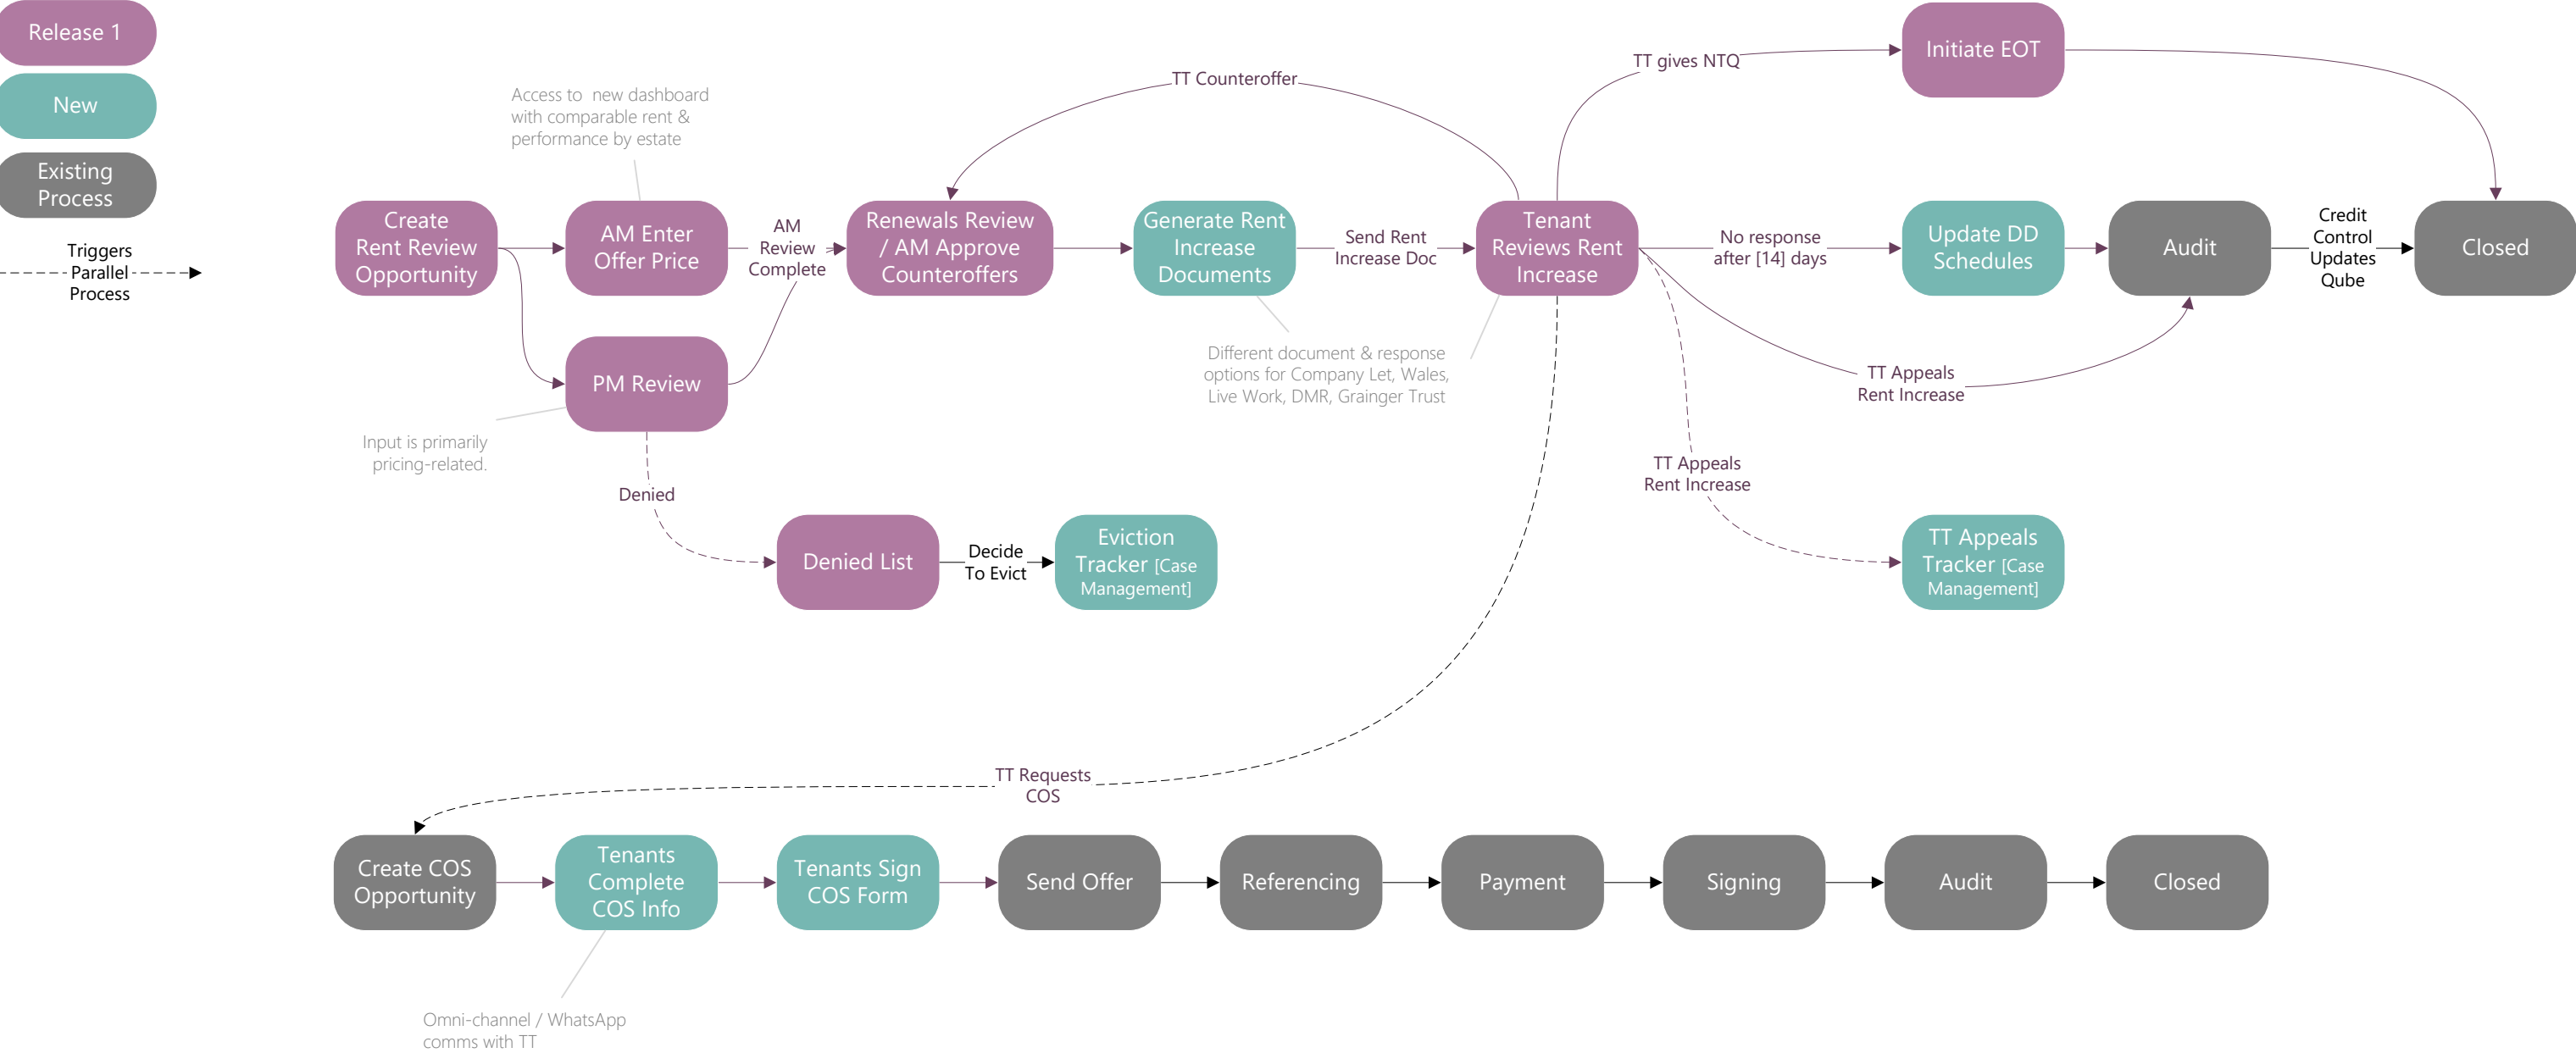 Release 1
New
Existing
Process
Triggers
Parallel
Process
Access to  new dashboard
with comparable rent &
performance by estate
TT Counteroffer
TT gives NTQ
Initiate EOT
Create
Rent Review
Opportunity
AM Enter
Offer Price
AM
Review
Complete
Renewals Review
/ AM Approve
Counteroffers
Generate Rent
Increase
Documents
Send Rent
Increase Doc
Tenant
Reviews Rent
Increase
No response
after [14] days
Update DD
Schedules
Audit
Credit
Control
Updates
Qube
Closed
PM Review
Input is primarily
pricing-related.
Different document & response
options for Company Let, Wales,
Live Work, DMR, Grainger Trust
TT Appeals
Rent Increase
TT Appeals
Rent Increase
Denied
Denied List
Decide
To Evict
Eviction
Tracker [Case
Management]
TT Appeals
Tracker [Case
Management]
TT Requests
COS
Create COS
Opportunity
Tenants
Complete
COS Info
Tenants Sign
COS Form
Send Offer
Referencing
Payment
Signing
Audit
Closed
Omni-channel / WhatsApp
comms with TT